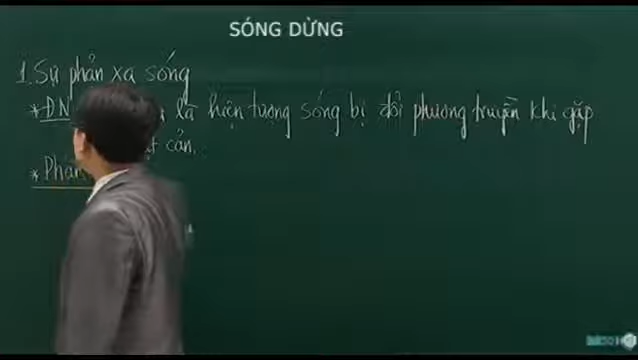 SÓNG DỪNG
1. Sự phản xạ sóng
* ĐN là hiện tượng sóng bị đổi phương truyền khi gặp
cản.
* Phản